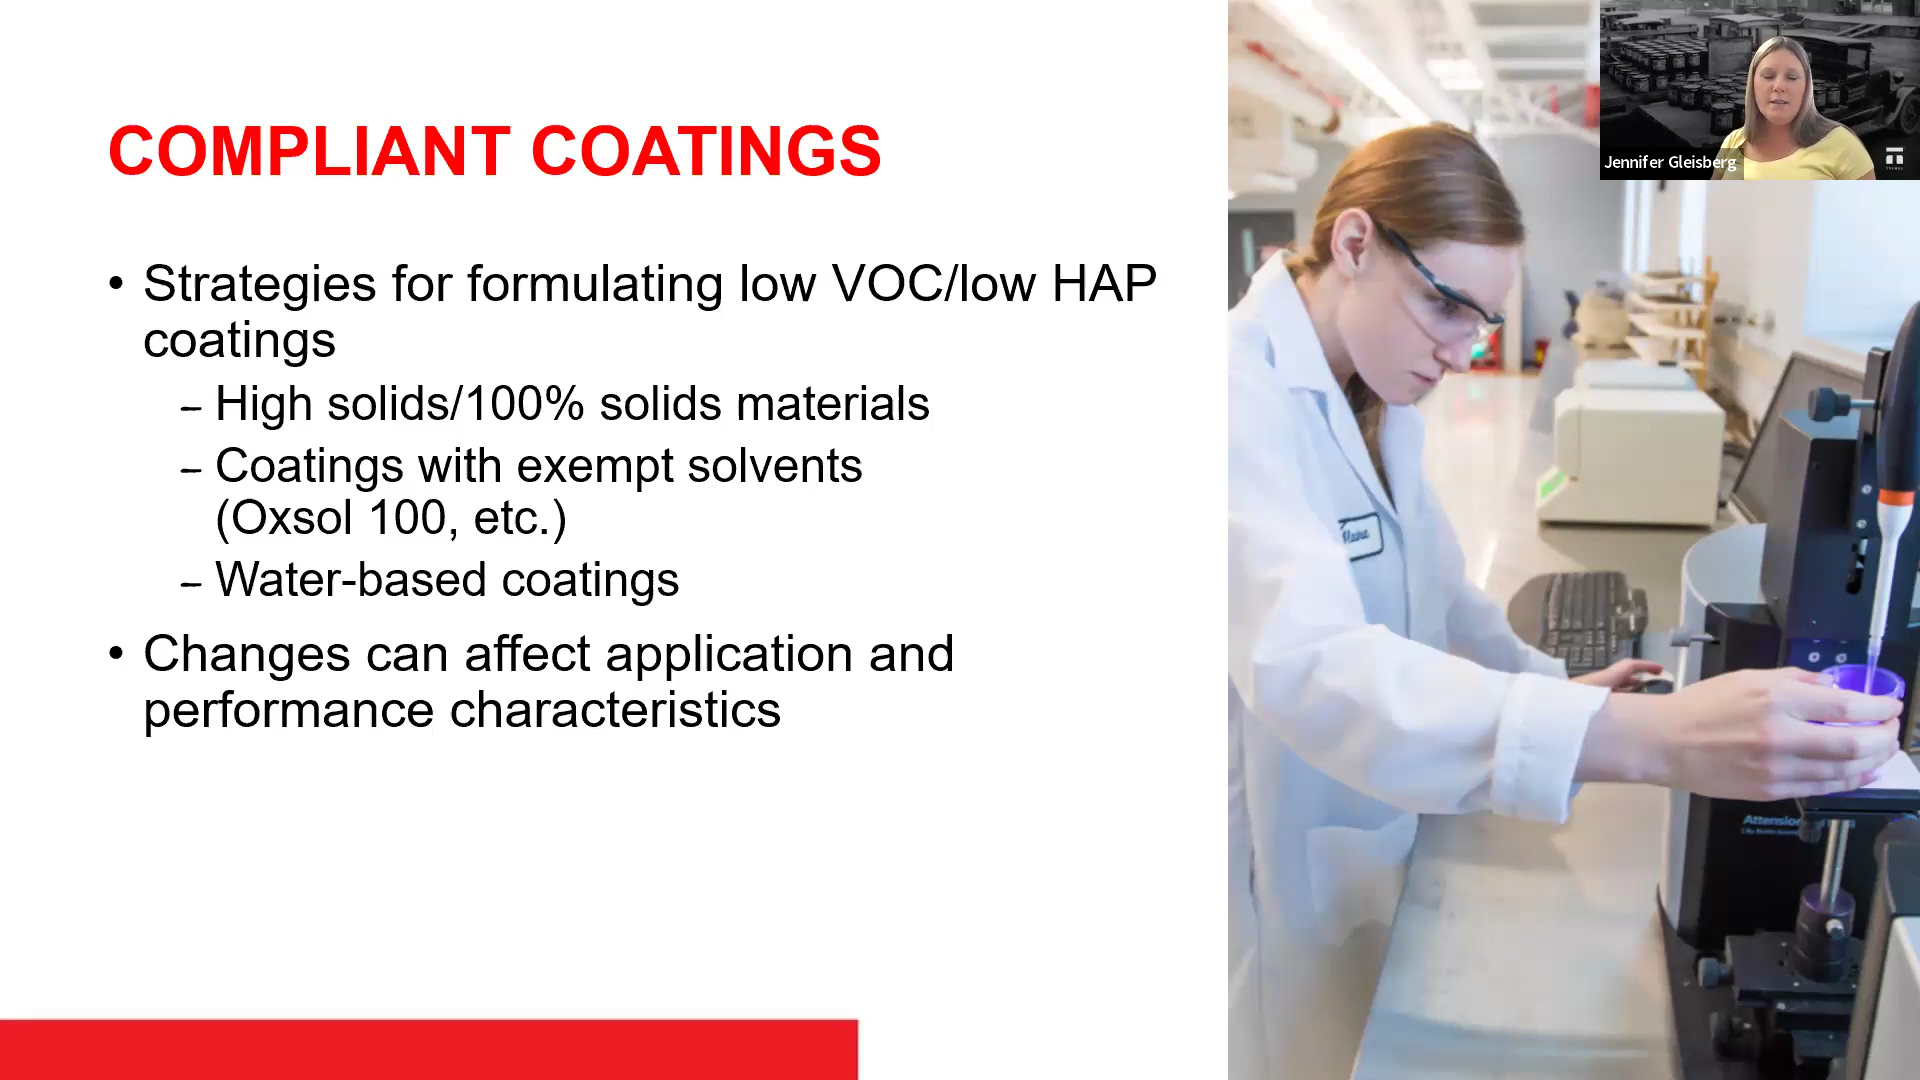 COMPLIANT COATINGS
• Strategies for formulating low VOC/low HAP
coatings
– High solids/100% solids materials
– Coatings with exempt solvents
(Oxsol 100, etc.)
– Water-based coatings
• Changes can affect application and
performance characteristics
Jennifer Gleisberg
Attension